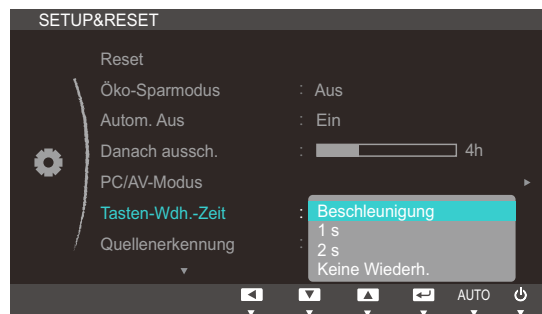 SETUP&RESET
Reset
Öko-Sparmodus : Aus
Autom. Aus : Ein
Danach aussch. : 4h
PC/AV-Modus
Tasten-Wdh.-Zeit : Beschleunigung
1 s
Quellenerkennung : 2 s
Keine Wiederh.
AUTO